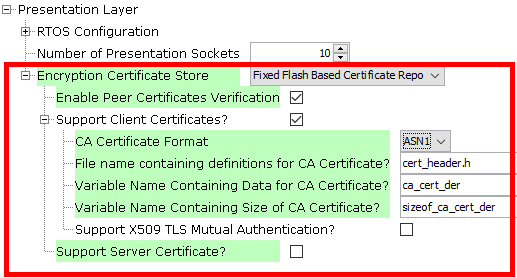 Presentation Layer
RTOS Configuration
Number of Presentation Sockets 10
Encryption Certificate Store Fixed Flash Based Certificate Repo
Enable Peer Certificates Verification
Support Client Certificates?
CA Certificate Format ASN1
File name containing definitions for CA Certificate? cert_header.h
Variable Name Containing Data for CA Certificate? ca_cert_der
Variable Name Containing Size of CA Certificate? sizeof_ca_cert_der
Support X509 TLS Mutual Authentication?
Support Server Certificate?